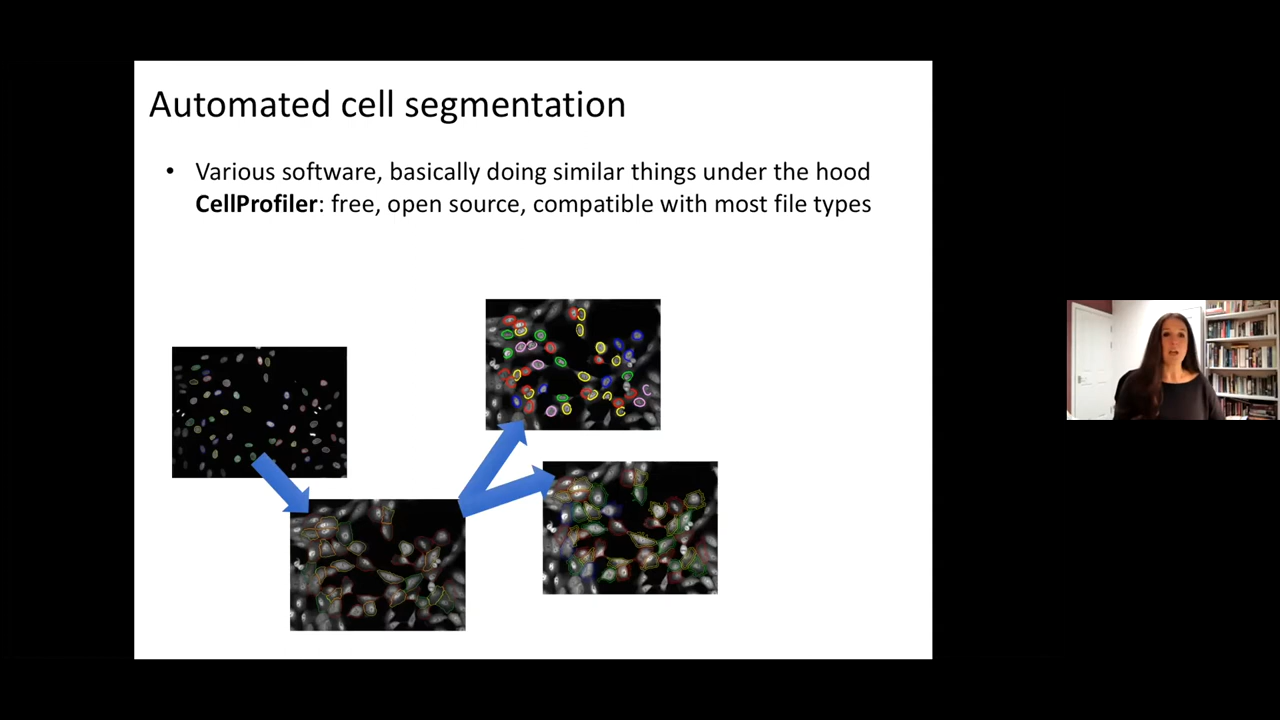 Automated cell segmentation
• Various software, basically doing similar things under the hood
CellProfiler: free, open source, compatible with most file types